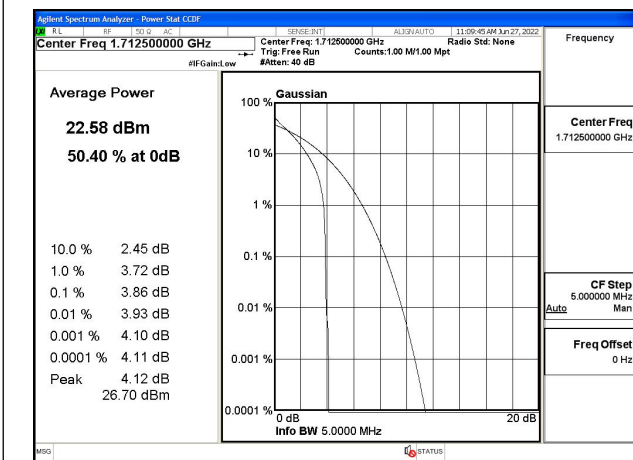 Agilent Spectrum Analyzer - Power Stat CCDF
LXI RL RF 50 Ω AC SENSE:INT ALIGN AUTO 11:09:45 AM Jun 27, 2022
Center Freq 1.712500000 GHz
Center Freq: 1.712500000 GHz Radio Std: None
Trig: Free Run Counts:1.00 M/1.00 Mpt
#IFGain:Low #Atten: 40 dB
Frequency
Average Power
22.58 dBm
50.40 % at 0dB
10.0 % 2.45 dB
1.0 % 3.72 dB
0.1 % 3.86 dB
0.01 % 3.93 dB
0.001 % 4.10 dB
0.0001 % 4.11 dB
Peak 4.12 dB
26.70 dBm
Gaussian
100 %
10 %
1 %
0.1 %
0.01 %
0.001 %
0.0001 %
0 dB 20 dB
Info BW 5.0000 MHz
Center Freq
1.712500000 GHz
CF Step
5.000000 MHz
Auto Man
Freq Offset
0 Hz
MSG STATUS